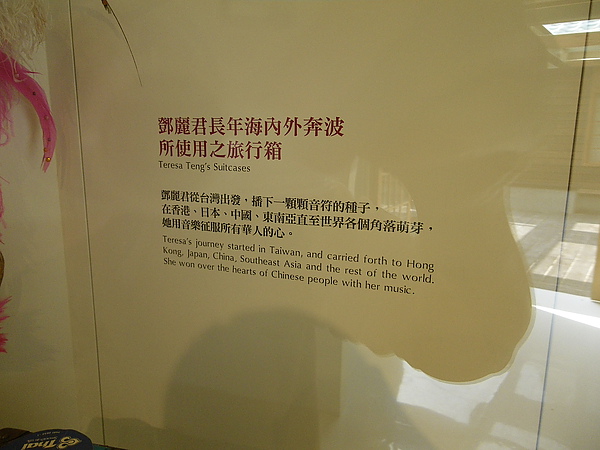 鄧麗君長年海內外奔波
所使用之旅行箱
Teresa Teng's Suitcases
鄧麗君從台灣出發，播下一顆顆音符的種子，
在香港、日本、中國、東南亞直至世界各個角落萌芽，
她用音樂征服所有華人的心。
Teresa's journey started in Taiwan, and carried forth to Hong
Kong, Japan, China, Southeast Asia and the rest of the world.
She won over the hearts of Chinese people with her music.
Thai